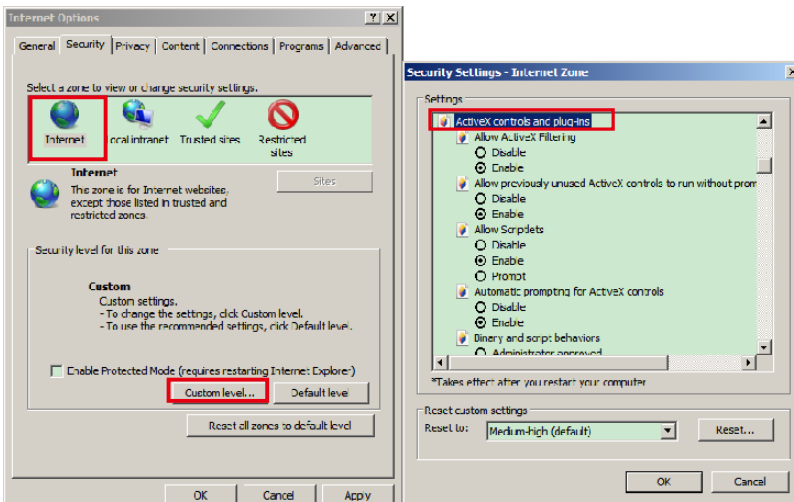 Internet Options
General Security Privacy Content Connections Programs Advanced
Select a zone to view or change security settings.
Internet Local intranet Trusted sites Restricted sites
Internet
This zone is for Internet websites,
except those listed in trusted and
restricted zones.
Sites
Security level for this zone
Custom
Custom settings.
- To change the settings, click Custom level.
- To use the recommended settings, click Default level.
Enable Protected Mode (requires restarting Internet Explorer)
Custom level... Default level
Reset all zones to default level
OK Cancel Apply
Security Settings - Internet Zone
Settings
ActiveX controls and plug-ins
Allow ActiveX Filtering
Disable
Enable
Allow previously unused ActiveX controls to run without prom
Disable
Enable
Allow Scriptlets
Disable
Enable
Prompt
Automatic prompting for ActiveX controls
Disable
Enable
Binary and script behaviors
Administrator approved
*Takes effect after you restart your computer
Reset custom settings
Reset to: Medium-high (default) Reset...
OK Cancel